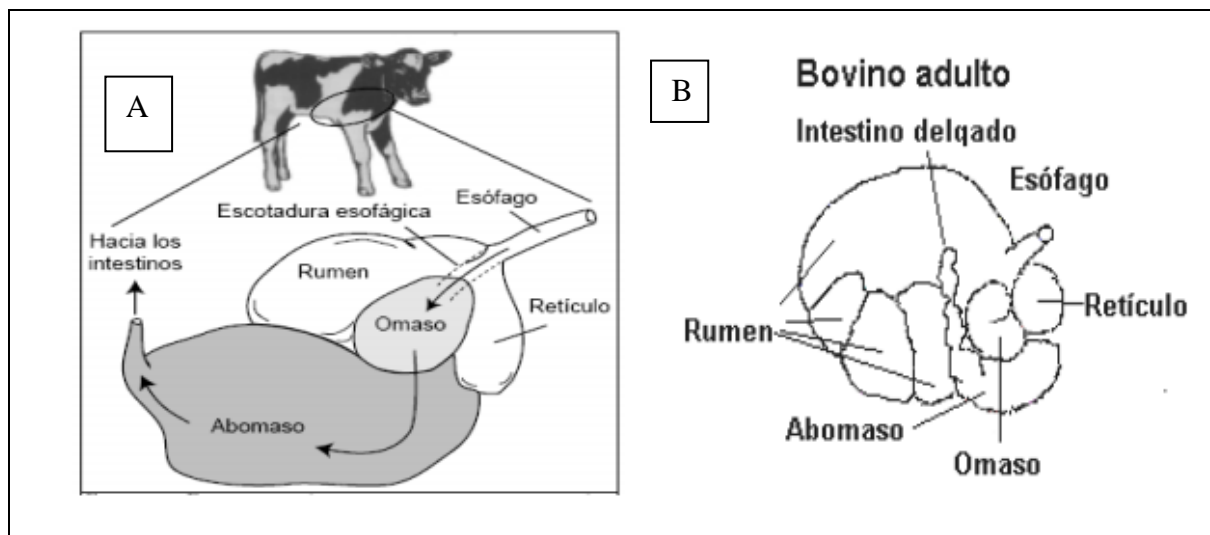 A
Escotadura esofágica
Esófago
Hacia los
intestinos
Rumen
Retículo
Omaso
Abomaso
B
Bovino adulto
Intestino delqado
Esófago
Retículo
Rumen
Abomaso
Omaso